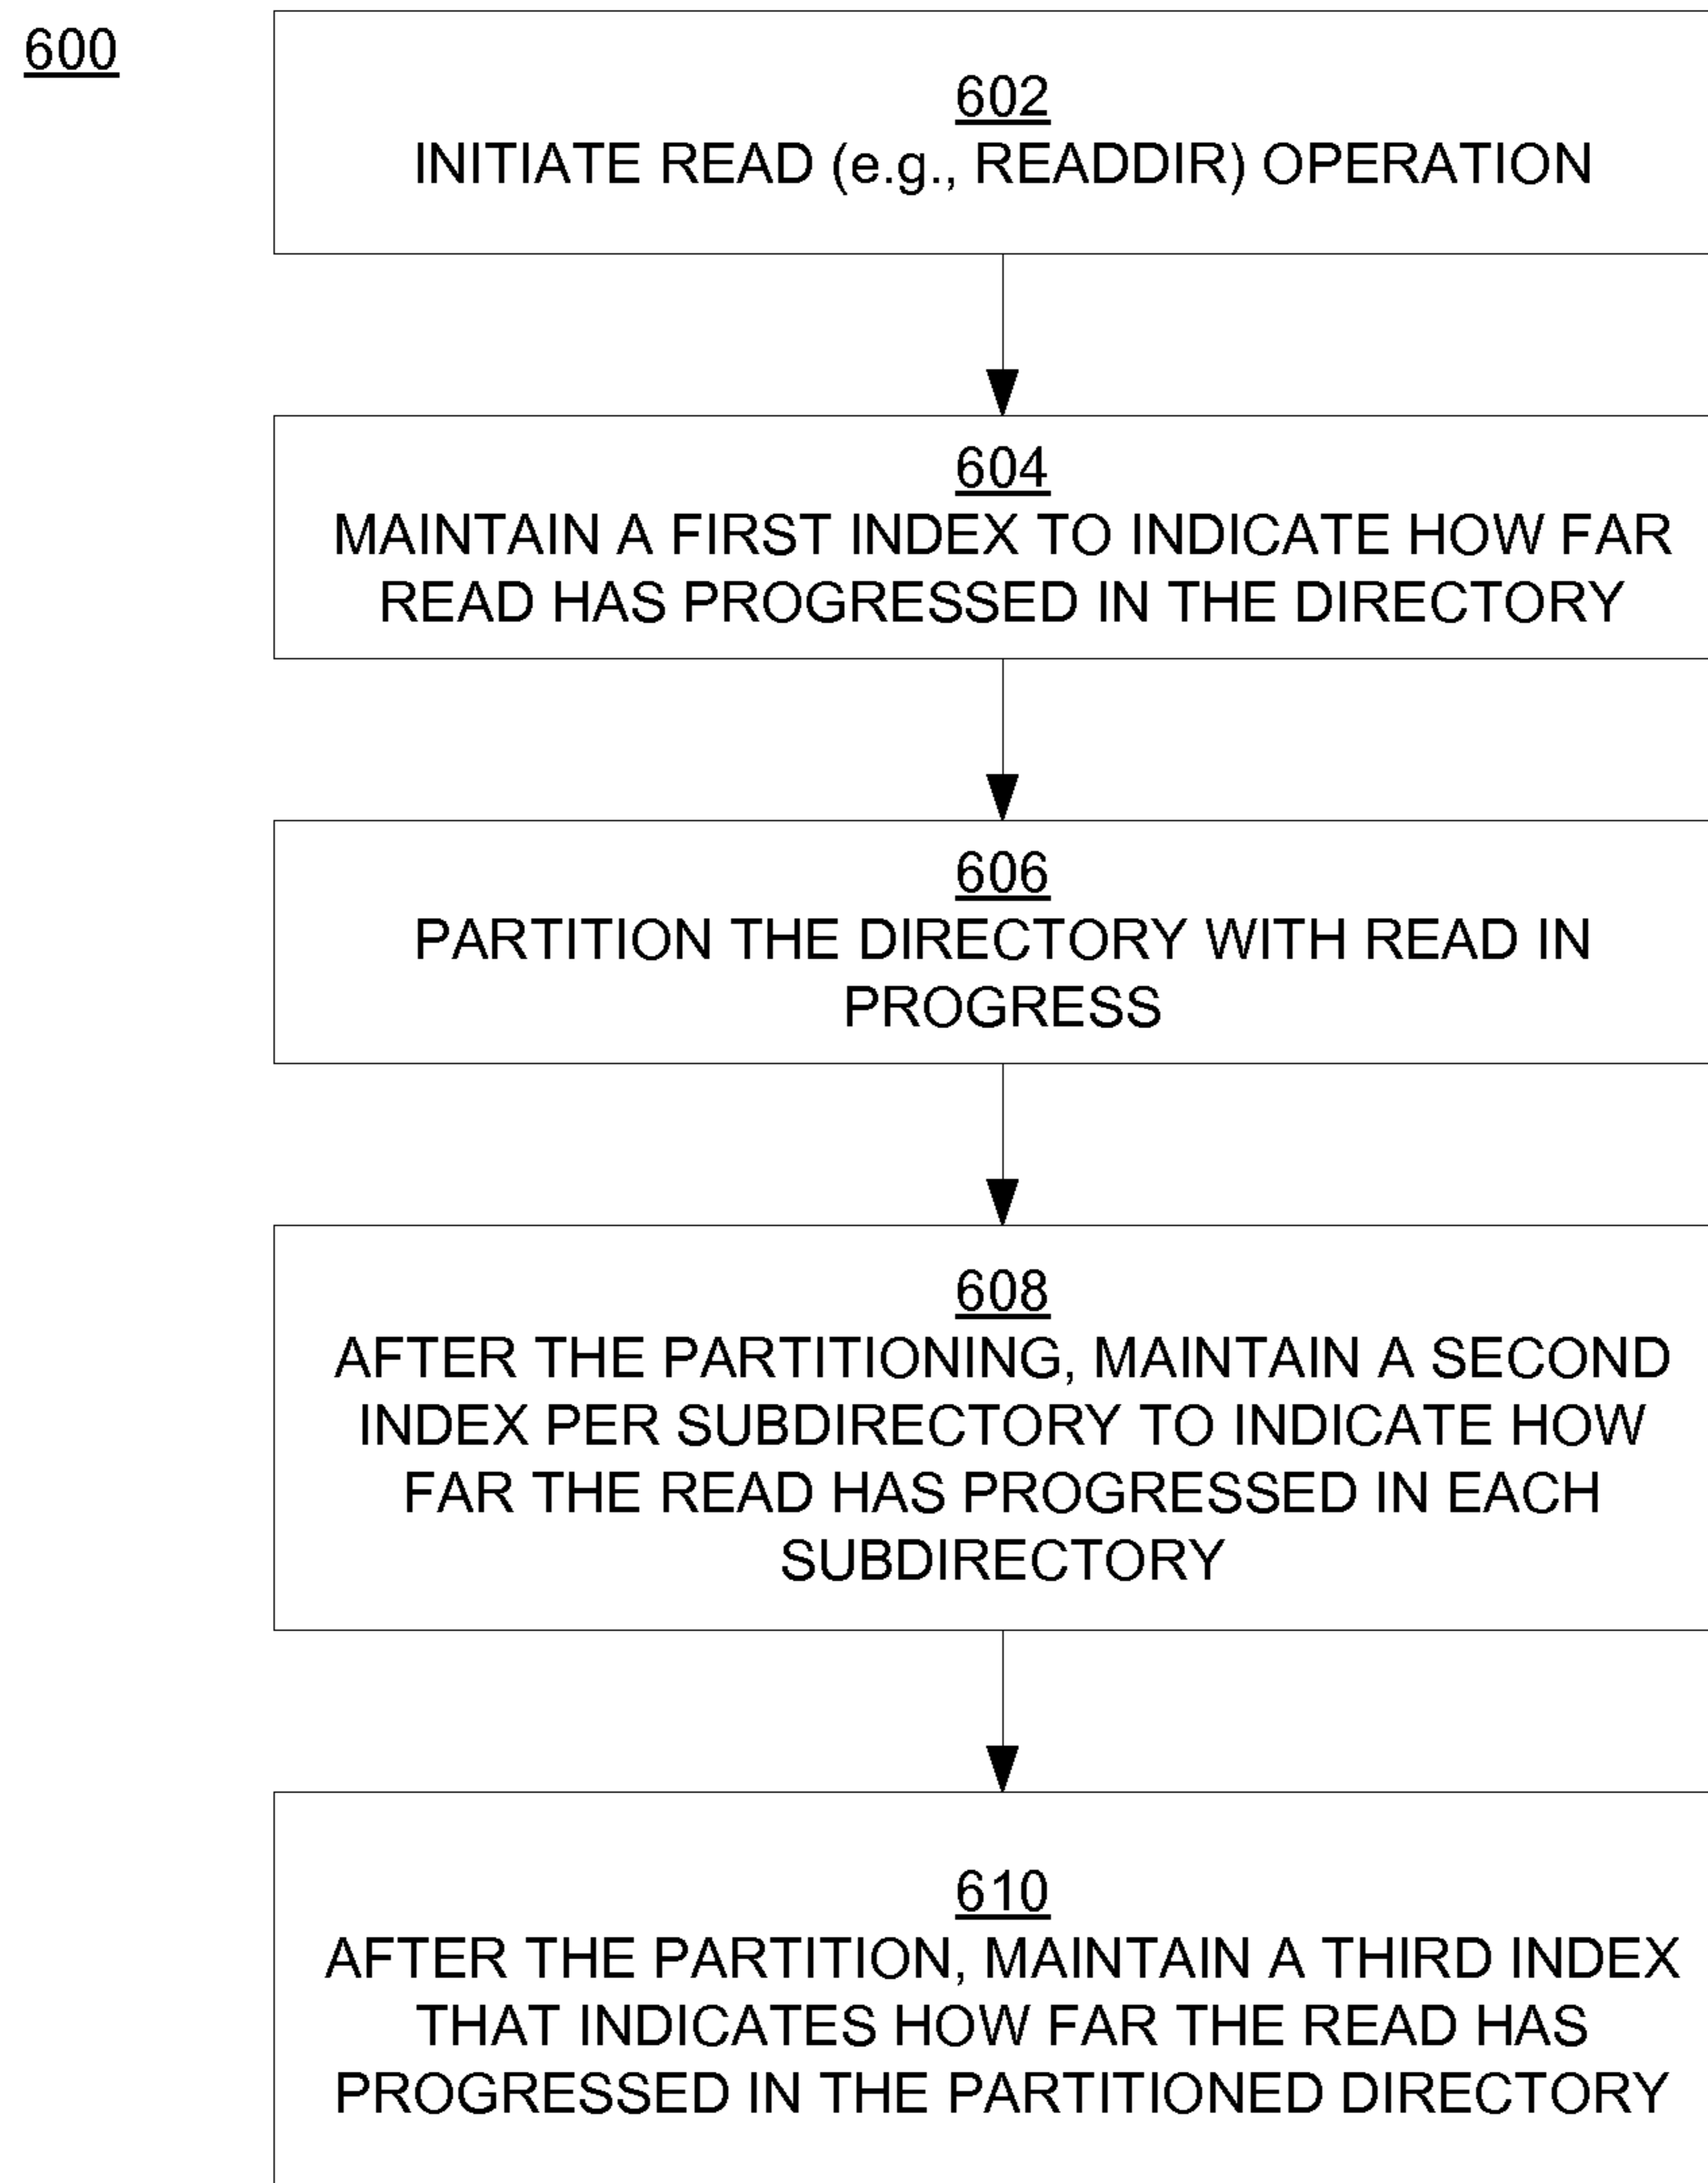 600
602
INITIATE READ (e.g., READDIR) OPERATION
604
MAINTAIN A FIRST INDEX TO INDICATE HOW FAR
READ HAS PROGRESSED IN THE DIRECTORY
606
PARTITION THE DIRECTORY WITH READ IN
PROGRESS
608
AFTER THE PARTITIONING, MAINTAIN A SECOND
INDEX PER SUBDIRECTORY TO INDICATE HOW
FAR THE READ HAS PROGRESSED IN EACH
SUBDIRECTORY
610
AFTER THE PARTITION, MAINTAIN A THIRD INDEX
THAT INDICATES HOW FAR THE READ HAS
PROGRESSED IN THE PARTITIONED DIRECTORY